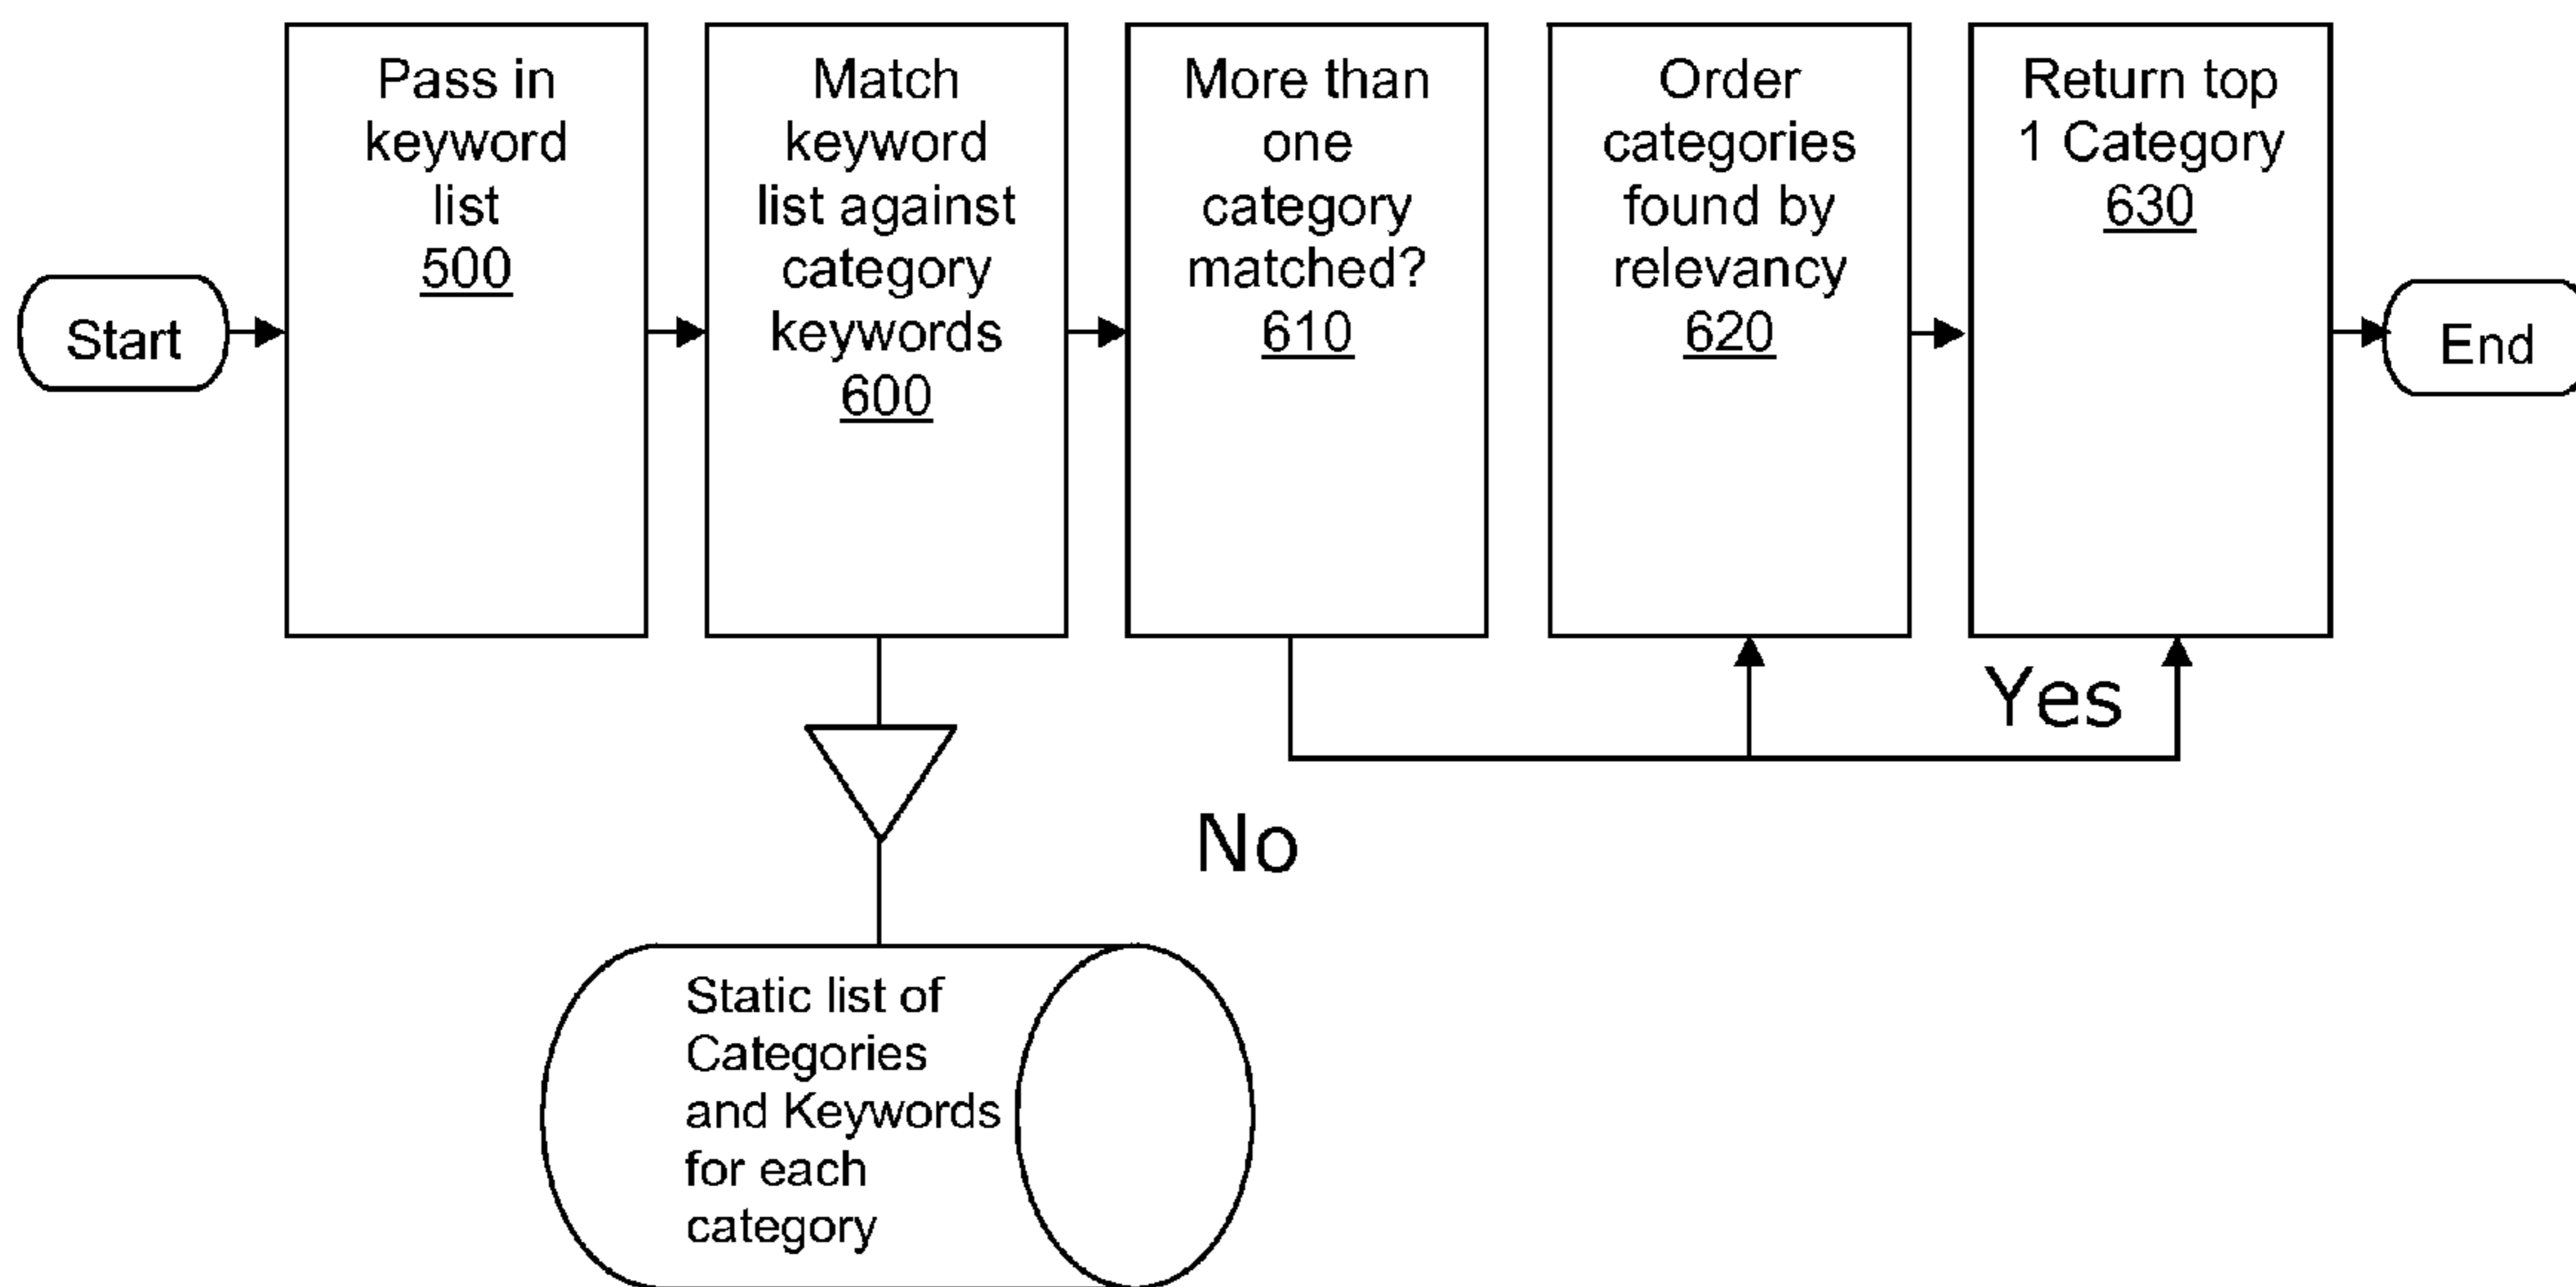 Start
Pass in
keyword
list
500
Match
keyword
list against
category
keywords
600
More than
one
category
matched?
610
Order
categories
found by
relevancy
620
Return top
1 Category
630
End
Yes
No
Static list of
Categories
and Keywords
for each
category